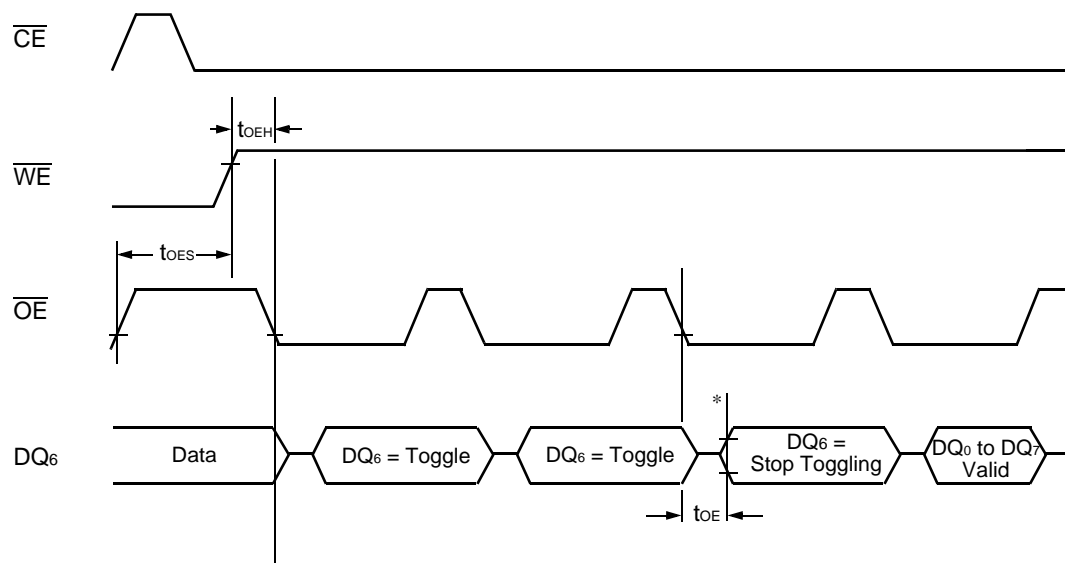 CE
tOEH
WE
tOES
OE
*
DQ6
Data
DQ6 = Toggle
DQ6 = Toggle
DQ6 =
Stop Toggling
DQ0 to DQ7
Valid
tOE